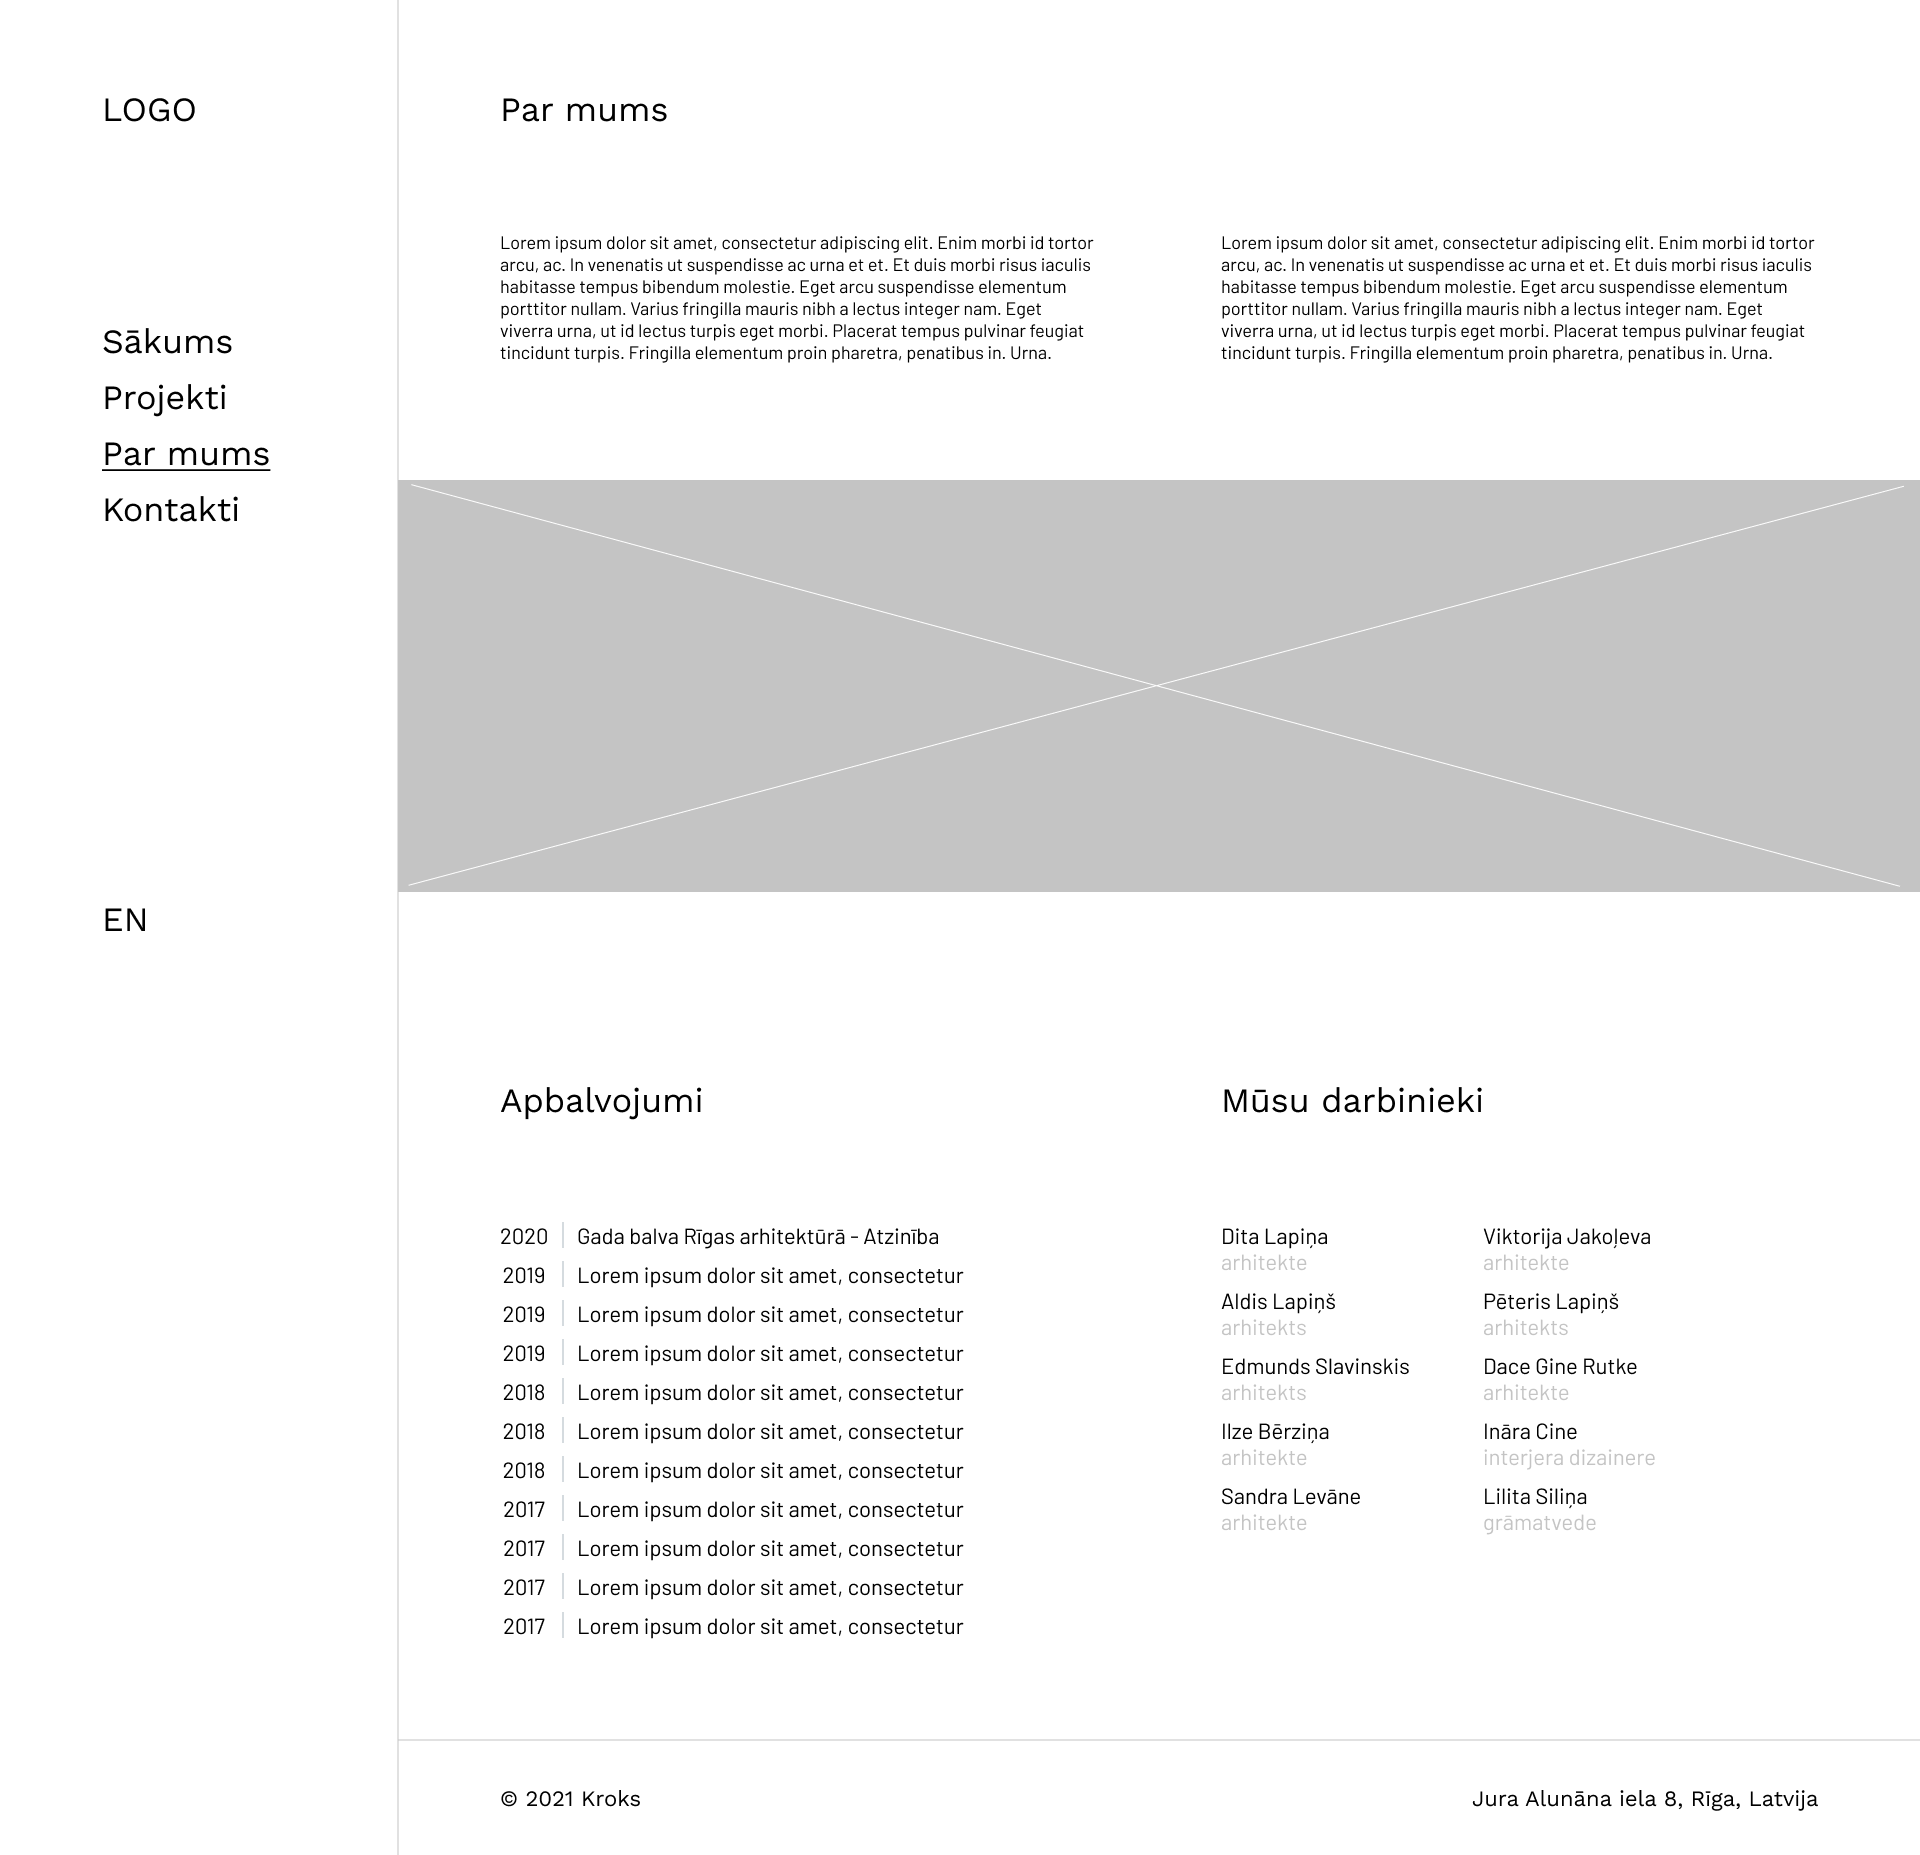 LOGO
Sākums
Projekti
Par mums
Kontakti
EN
Par mums
Lorem ipsum dolor sit amet, consectetur adipiscing elit. Enim morbi id tortor
arcu, ac. In venenatis ut suspendisse ac urna et et. Et duis morbi risus iaculis
habitasse tempus bibendum molestie. Eget arcu suspendisse elementum
porttitor nullam. Varius fringilla mauris nibh a lectus integer nam. Eget
viverra urna, ut id lectus turpis eget morbi. Placerat tempus pulvinar feugiat
tincidunt turpis. Fringilla elementum proin pharetra, penatibus in. Urna.
Lorem ipsum dolor sit amet, consectetur adipiscing elit. Enim morbi id tortor
arcu, ac. In venenatis ut suspendisse ac urna et et. Et duis morbi risus iaculis
habitasse tempus bibendum molestie. Eget arcu suspendisse elementum
porttitor nullam. Varius fringilla mauris nibh a lectus integer nam. Eget
viverra urna, ut id lectus turpis eget morbi. Placerat tempus pulvinar feugiat
tincidunt turpis. Fringilla elementum proin pharetra, penatibus in. Urna.
Apbalvojumi
2020 Gada balva Rīgas arhitektūrā - Atzinība
2019 Lorem ipsum dolor sit amet, consectetur
2019 Lorem ipsum dolor sit amet, consectetur
2019 Lorem ipsum dolor sit amet, consectetur
2018 Lorem ipsum dolor sit amet, consectetur
2018 Lorem ipsum dolor sit amet, consectetur
2018 Lorem ipsum dolor sit amet, consectetur
2017 Lorem ipsum dolor sit amet, consectetur
2017 Lorem ipsum dolor sit amet, consectetur
2017 Lorem ipsum dolor sit amet, consectetur
2017 Lorem ipsum dolor sit amet, consectetur
Mūsu darbinieki
Dita Lapiņa
arhitekte
Aldis Lapiņš
arhitekts
Edmunds Slavinskis
arhitekts
Ilze Bērziņa
arhitekte
Sandra Levāne
arhitekte
Viktorija Jakoļeva
arhitekte
Pēteris Lapiņš
arhitekts
Dace Gine Rutke
arhitekte
Ināra Cine
interjera dizainere
Lilita Siliņa
grāmatvede
© 2021 Kroks
Jura Alunāna iela 8, Rīga, Latvija